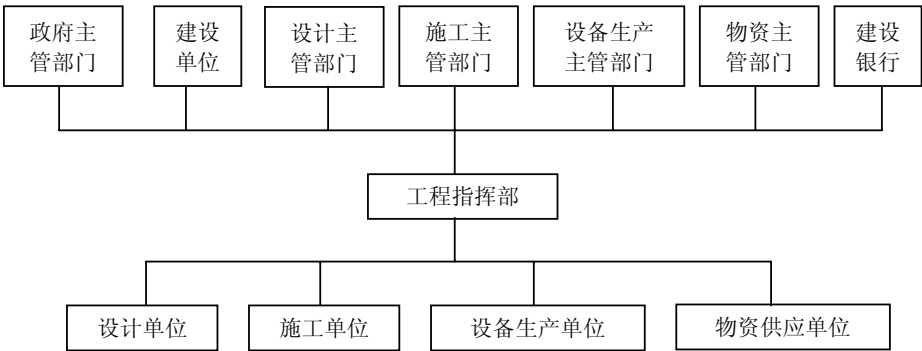 政府主
管部门
建设
单位
设计主
管部门
施工主
管部门
设备生产
主管部门
物资主
管部门
建设
银行
工程指挥部
设计单位
施工单位
设备生产单位
物资供应单位